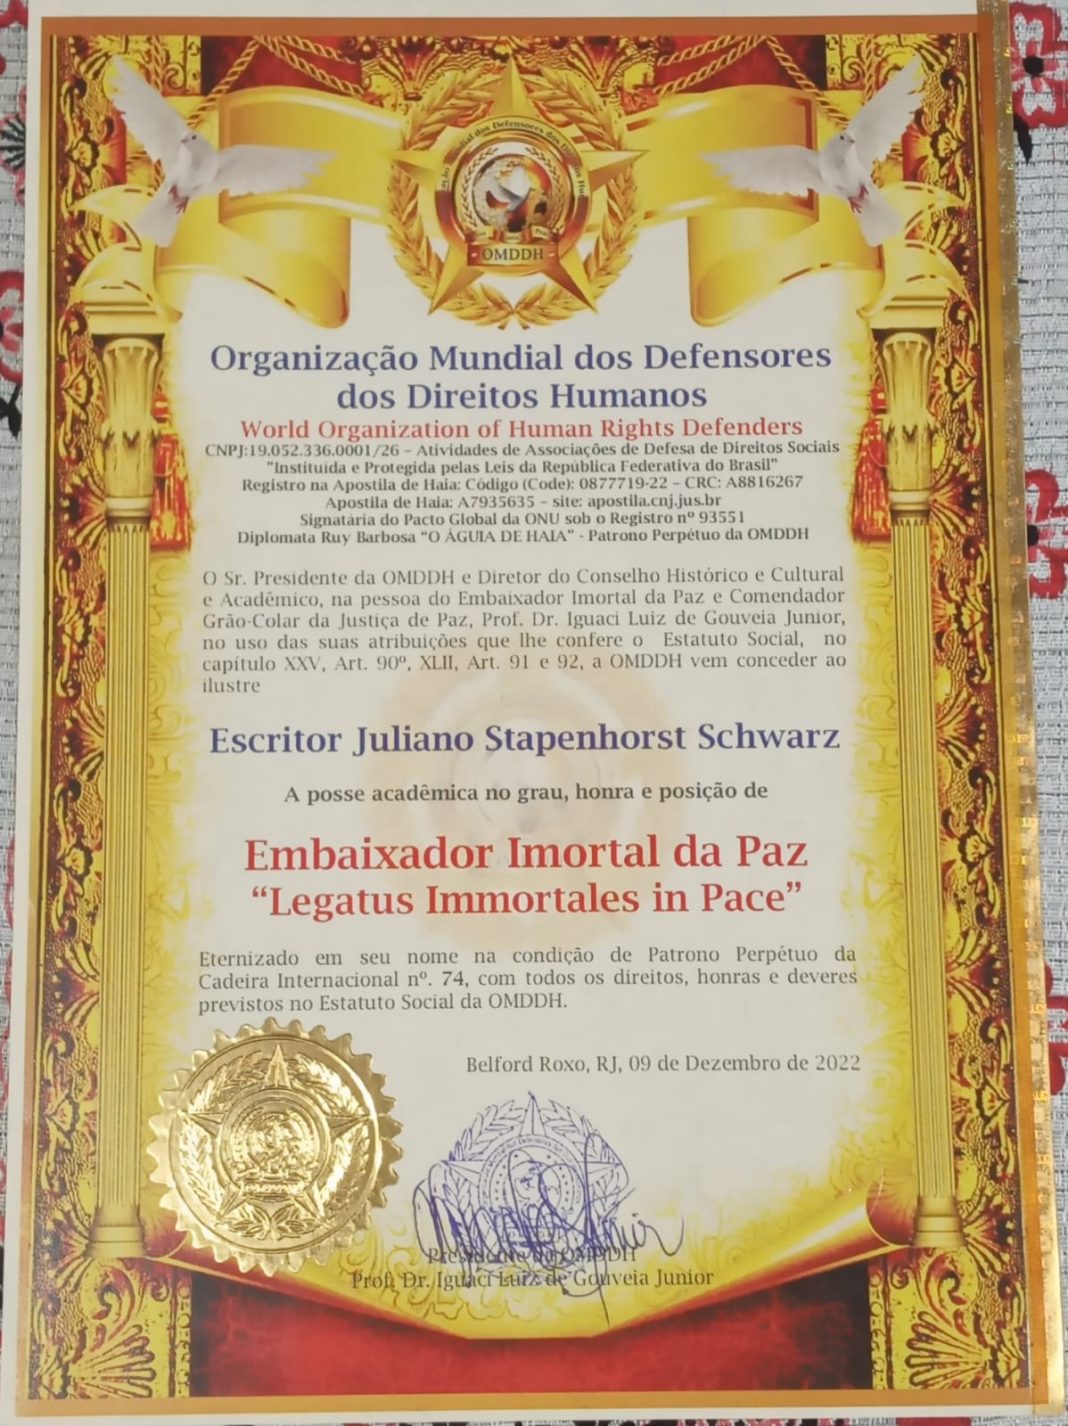 OMDDH
Organização Mundial dos Defensores
dos Direitos Humanos
World Organization of Human Rights Defenders
CNPJ:19.052.336.0001/26 – Atividades de Associações de Defesa de Direitos Sociais
"Instituída e Protegida pelas Leis da República Federativa do Brasil"
Registro na Apostila de Haia: Código (Code): 0877719-22 – CRC: A8816267
Apostila de Haia: A7935635 – site: apostila.cnj.jus.br
Signatária do Pacto Global da ONU sob o Registro nº 93551
Diplomata Ruy Barbosa “O ÁGUIA DE HAIA” - Patrono Perpétuo da OMDDH
O Sr. Presidente da OMDDH e Diretor do Conselho Histórico e Cultural
e Acadêmico, na pessoa do Embaixador Imortal da Paz e Comendador
Grão-Colar da Justiça de Paz, Prof. Dr. Iguaci Luiz de Gouveia Junior,
no uso das suas atribuições que lhe confere o Estatuto Social, no
capítulo XXV, Art. 90º, XLII, Art. 91 e 92, a OMDDH vem conceder ao
ilustre
Escritor Juliano Stapenhorst Schwarz
A posse acadêmica no grau, honra e posição de
Embaixador Imortal da Paz
“Legatus Immortales in Pace”
Eternizado em seu nome na condição de Patrono Perpétuo da
Cadeira Internacional nº. 74, com todos os direitos, honras e deveres
previstos no Estatuto Social da OMDDH.
Belford Roxo, RJ, 09 de Dezembro de 2022
Presidente da OMDDH
Prof. Dr. Iguaci Luiz de Gouveia Junior